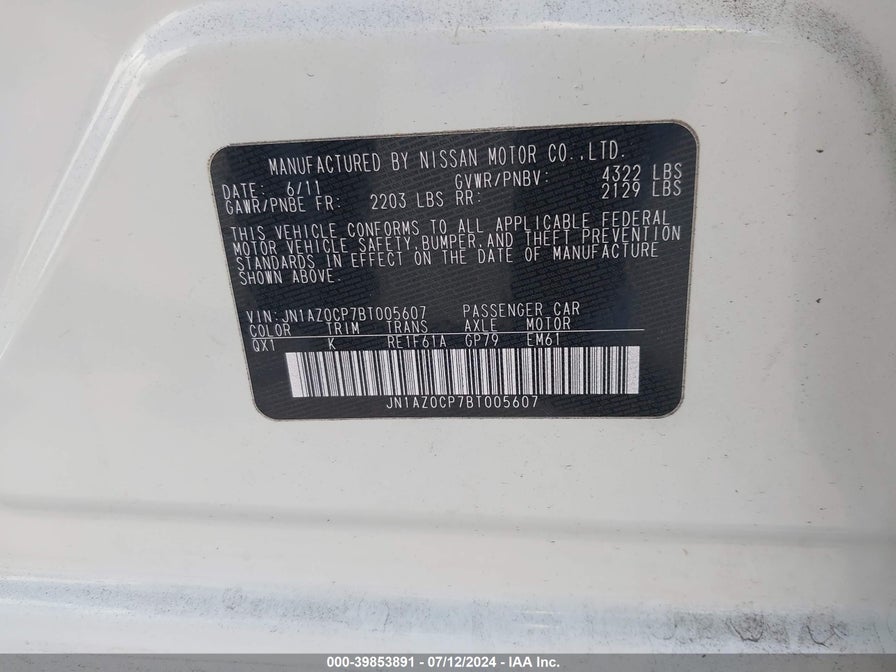 MANUFACTURED BY NISSAN MOTOR CO.,LTD.
DATE: 6/11 GVWR/PNBV: 4322 LBS
GAWR/PNBE FR: 2203 LBS RR: 2129 LBS
THIS VEHICLE CONFORMS TO ALL APPLICABLE FEDERAL
MOTOR VEHICLE SAFETY,BUMPER,AND THEFT PREVENTION
STANDARDS IN EFFECT ON THE DATE OF MANUFACTURE
SHOWN ABOVE.
VIN:JN1AZ0CP7BT005607 PASSENGER CAR
COLOR TRIM TRANS AXLE MOTOR
QX1 K RE1F61A GP79 EM61
JN1AZ0CP7BT005607
000-39853891 - 07/12/2024 - IAA Inc.